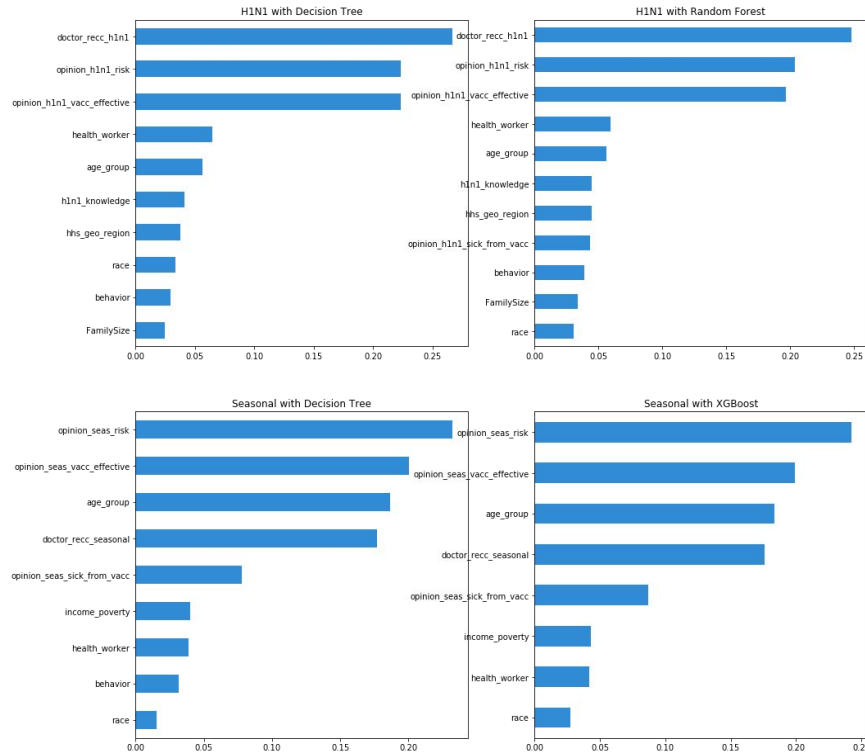 H1N1 with Decision Tree
doctor_recc_h1n1
opinion_h1n1_risk
opinion_h1n1_vacc_effective
health_worker
age_group
h1n1_knowledge
hhs_geo_region
race
behavior
FamilySize
0.00 0.05 0.10 0.15 0.20 0.25
H1N1 with Random Forest
doctor_recc_h1n1
opinion_h1n1_risk
opinion_h1n1_vacc_effective
health_worker
age_group
h1n1_knowledge
hhs_geo_region
opinion_h1n1_sick_from_vacc
behavior
FamilySize
race
0.00 0.05 0.10 0.15 0.20 0.25
Seasonal with Decision Tree
opinion_seas_risk
opinion_seas_vacc_effective
age_group
doctor_recc_seasonal
opinion_seas_sick_from_vacc
income_poverty
health_worker
behavior
race
0.00 0.05 0.10 0.15 0.20
Seasonal with XGBoost
opinion_seas_risk
opinion_seas_vacc_effective
age_group
doctor_recc_seasonal
opinion_seas_sick_from_vacc
income_poverty
health_worker
race
0.00 0.05 0.10 0.15 0.20